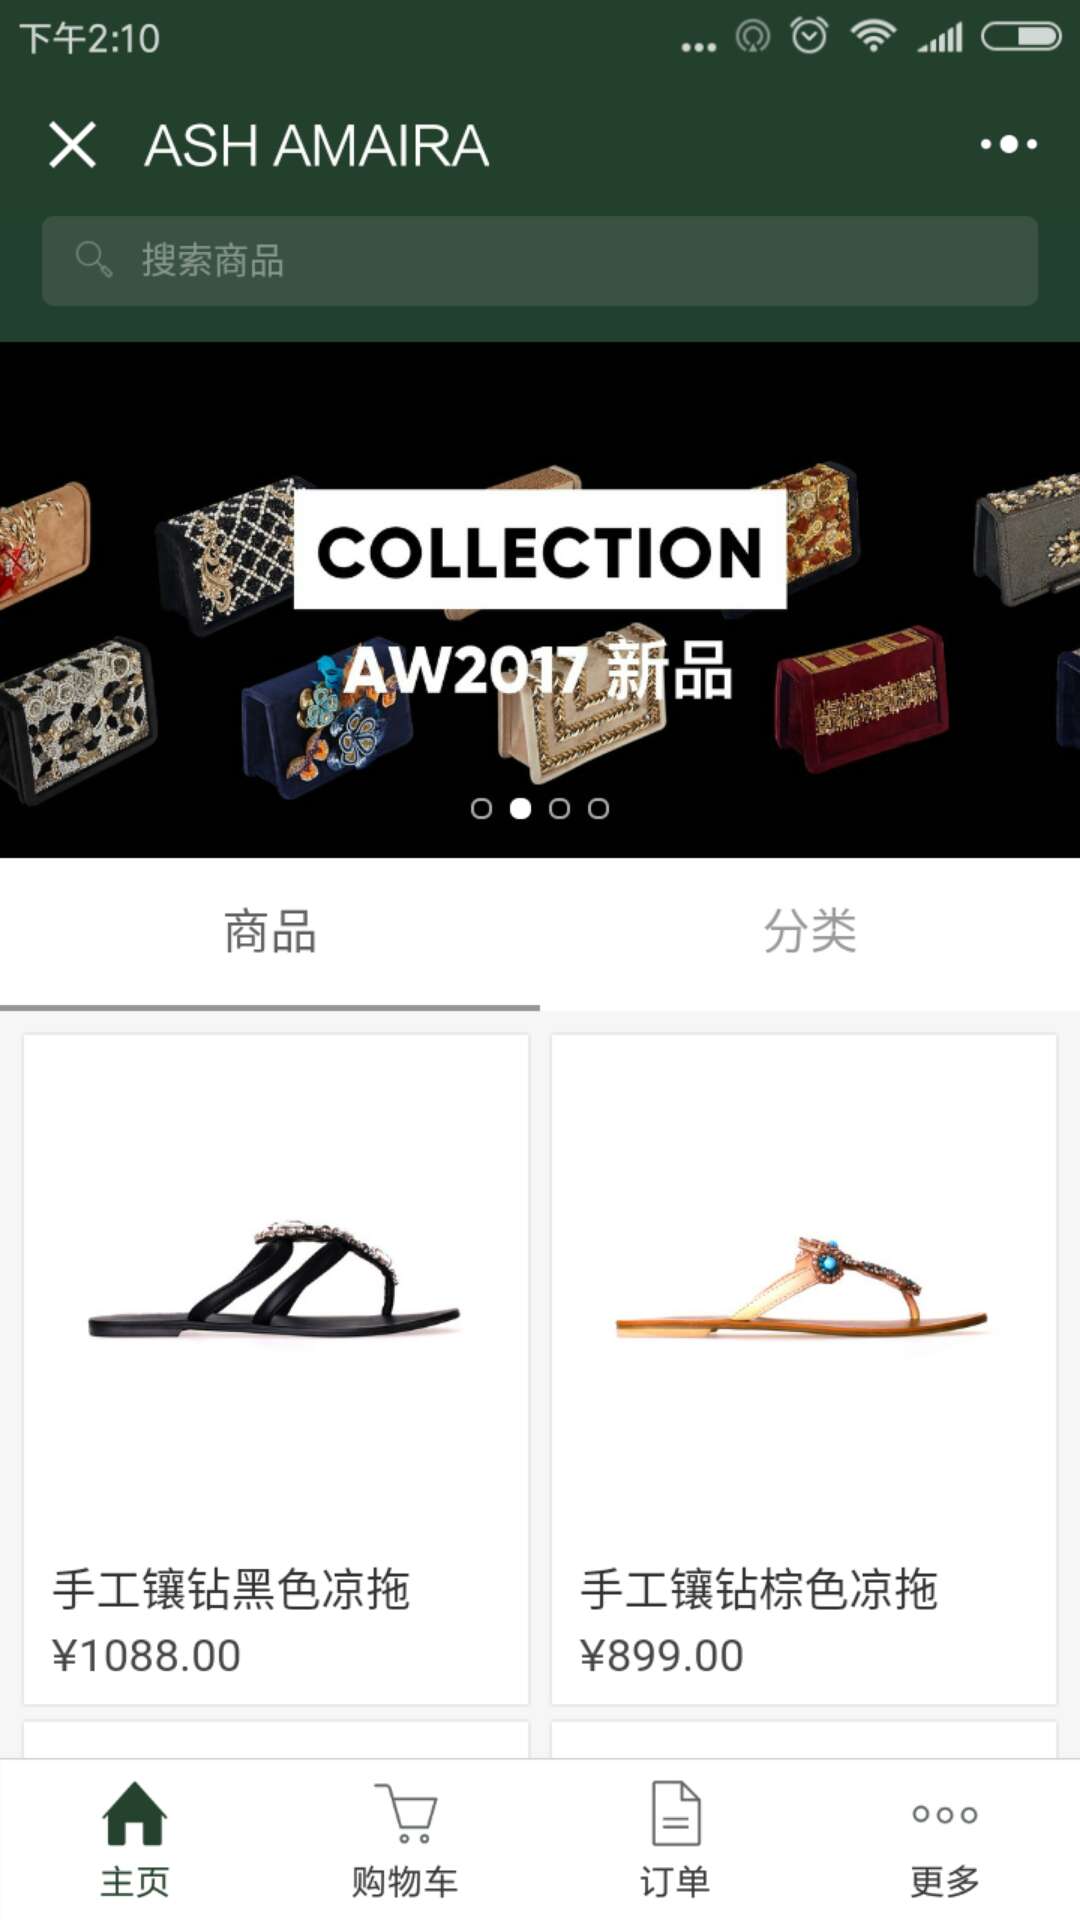 下午2:10
ASH AMAIRA
搜索商品
COLLECTION
AW2017 新品
商品
分类
手工镶钻黑色凉拖
¥1088.00
手工镶钻棕色凉拖
¥899.00
主页
购物车
订单
更多